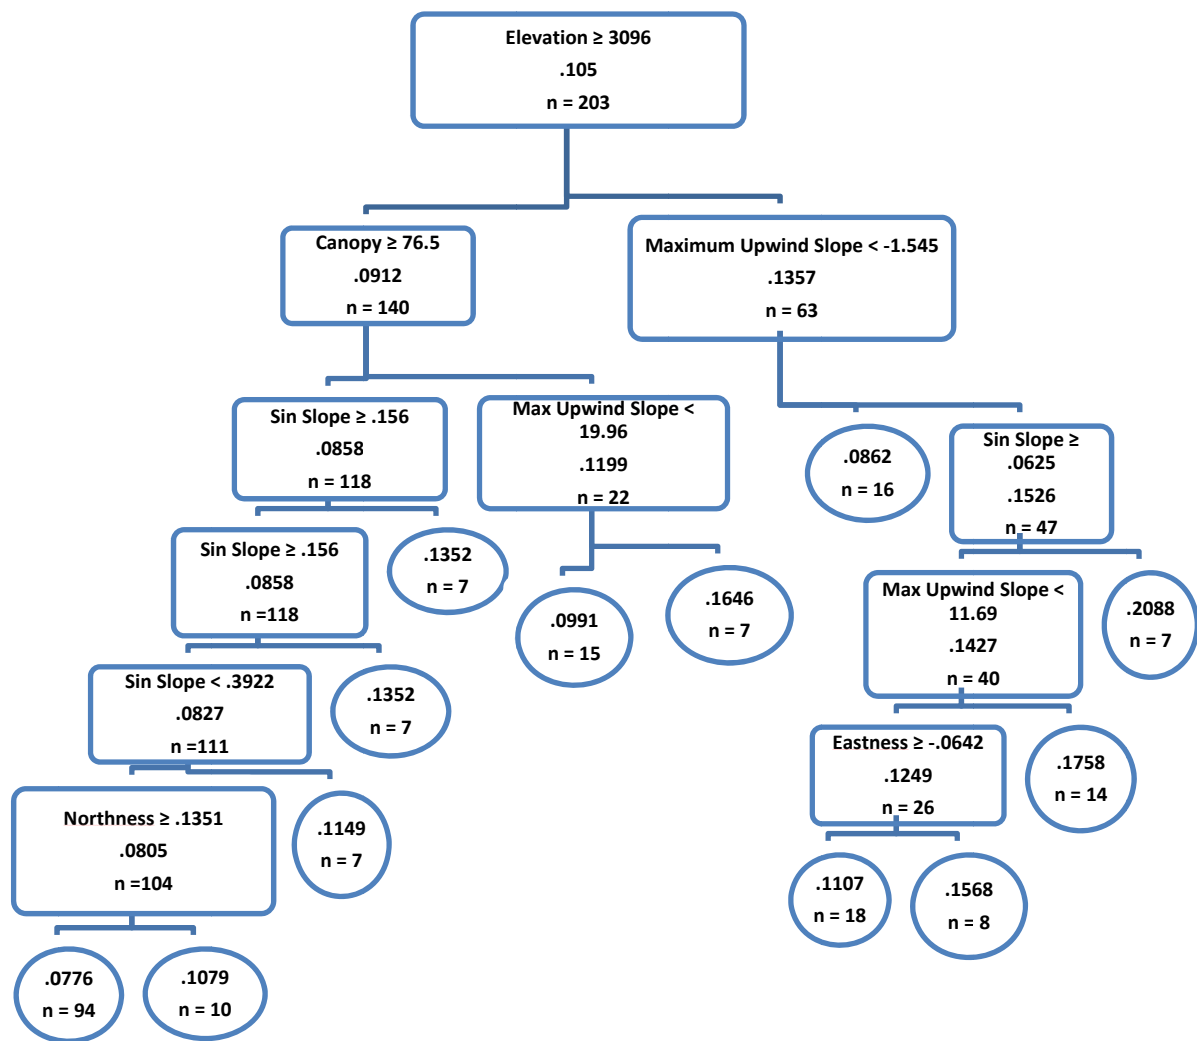 Elevation ≥ 3096
.105
n = 203
Canopy ≥ 76.5
.0912
n = 140
Maximum Upwind Slope < -1.545
.1357
n = 63
Sin Slope ≥ .156
.0858
n = 118
Max Upwind Slope <
19.96
.1199
n = 22
.0862
n = 16
Sin Slope ≥
.0625
.1526
n = 47
Sin Slope ≥ .156
.0858
n =118
.1352
n = 7
.0991
n = 15
.1646
n = 7
Max Upwind Slope <
11.69
.1427
n = 40
.2088
n = 7
Sin Slope < .3922
.0827
n =111
.1352
n = 7
Eastness ≥ -.0642
.1249
n = 26
.1758
n = 14
Northness ≥ .1351
.0805
n =104
.1149
n = 7
.1107
n = 18
.1568
n = 8
.0776
n = 94
.1079
n = 10